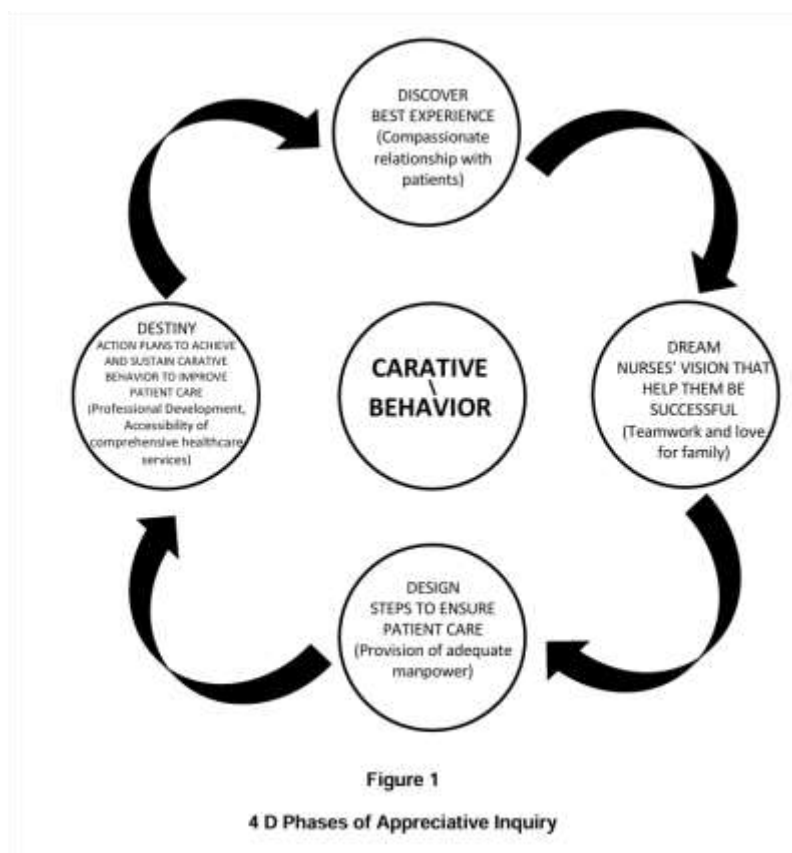 DISCOVER
BEST EXPERIENCE
(Compassionate
relationship with
patients)
DREAM
NURSES' VISION THAT
HELP THEM BE
SUCCESSFUL
(Teamwork and love
for family)
DESIGN
STEPS TO ENSURE
PATIENT CARE
(Provision of adequate
manpower)
DESTINY
ACTION PLANS TO ACHIEVE
AND SUSTAIN CARATIVE
BEHAVIOR TO IMPROVE
PATIENT CARE
(Professional Development,
Accessibility of
comprehensive healthcare
services)
CARATIVE
\
BEHAVIOR
Figure 1
4 D Phases of Appreciative Inquiry